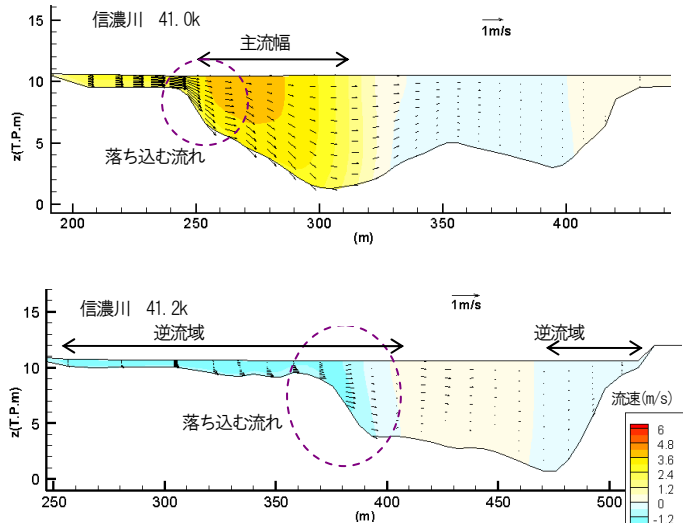 信濃川 41.0k
1m/s
主流幅
落ち込む流れ
z(T.P.m)
15
10
5
0
200 250 300 350 400
(m)
信濃川 41.2k
1m/s
逆流域 逆流域
落ち込む流れ
z(T.P.m)
15
10
5
0
250 300 350 400 450 500
(m)
流速(m/s)
6
4.8
3.6
2.4
1.2
0
-1.2